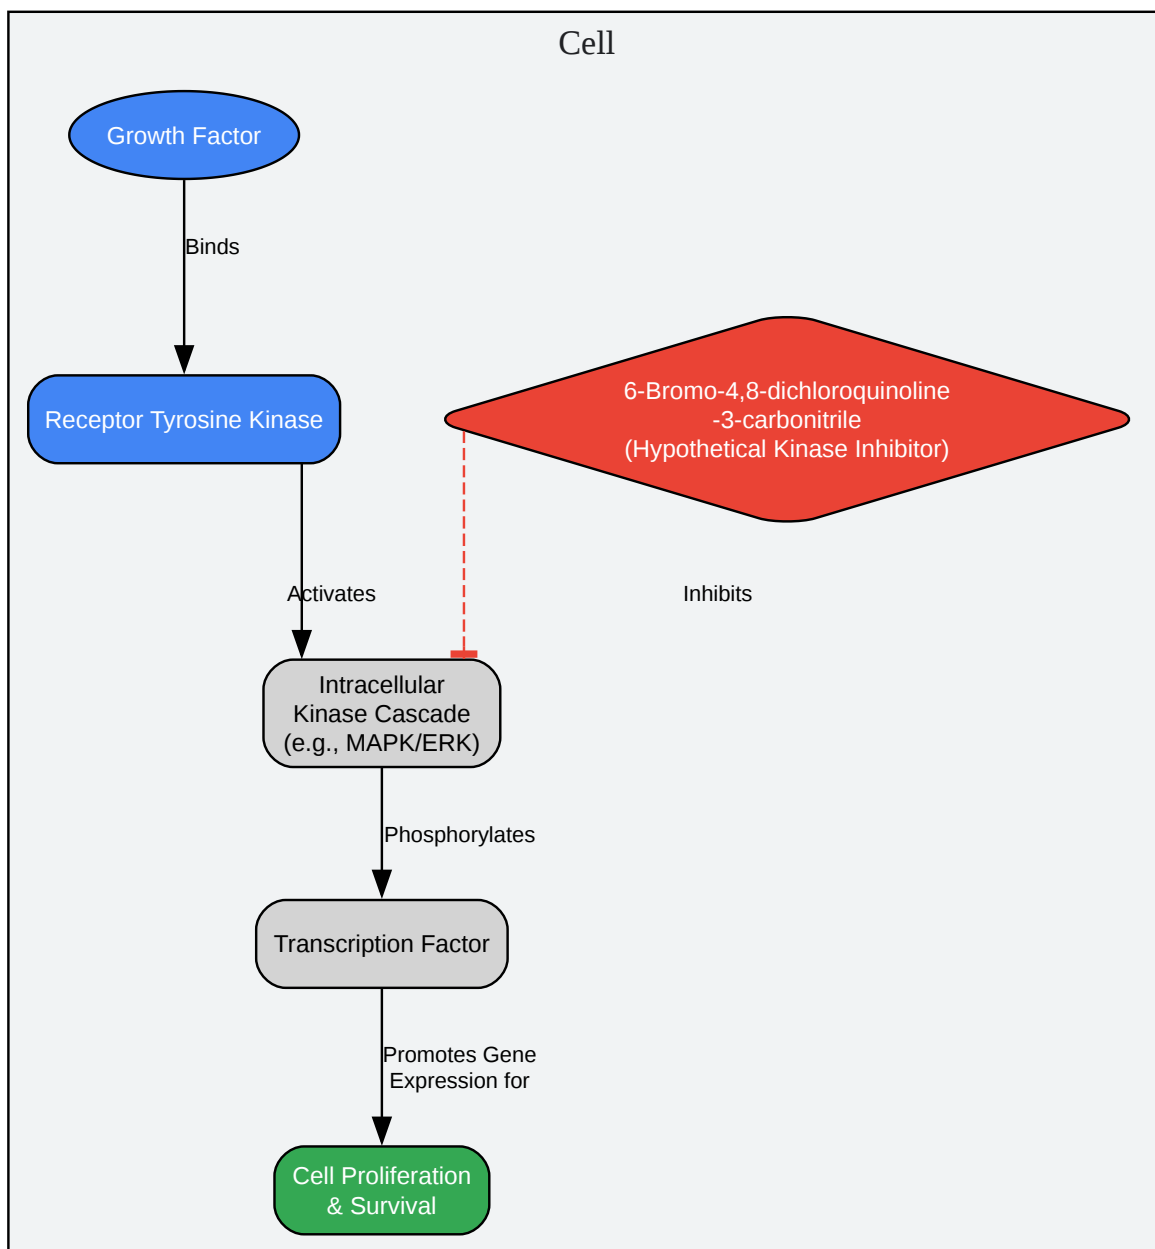 Cell
Growth Factor
Binds
Receptor Tyrosine Kinase
6-Bromo-4,8-dichloroquinoline
-3-carbonitrile
(Hypothetical Kinase Inhibitor)
Activates
Inhibits
Intracellular
Kinase Cascade
(e.g., MAPK/ERK)
Phosphorylates
Transcription Factor
Promotes Gene
Expression for
Cell Proliferation
& Survival